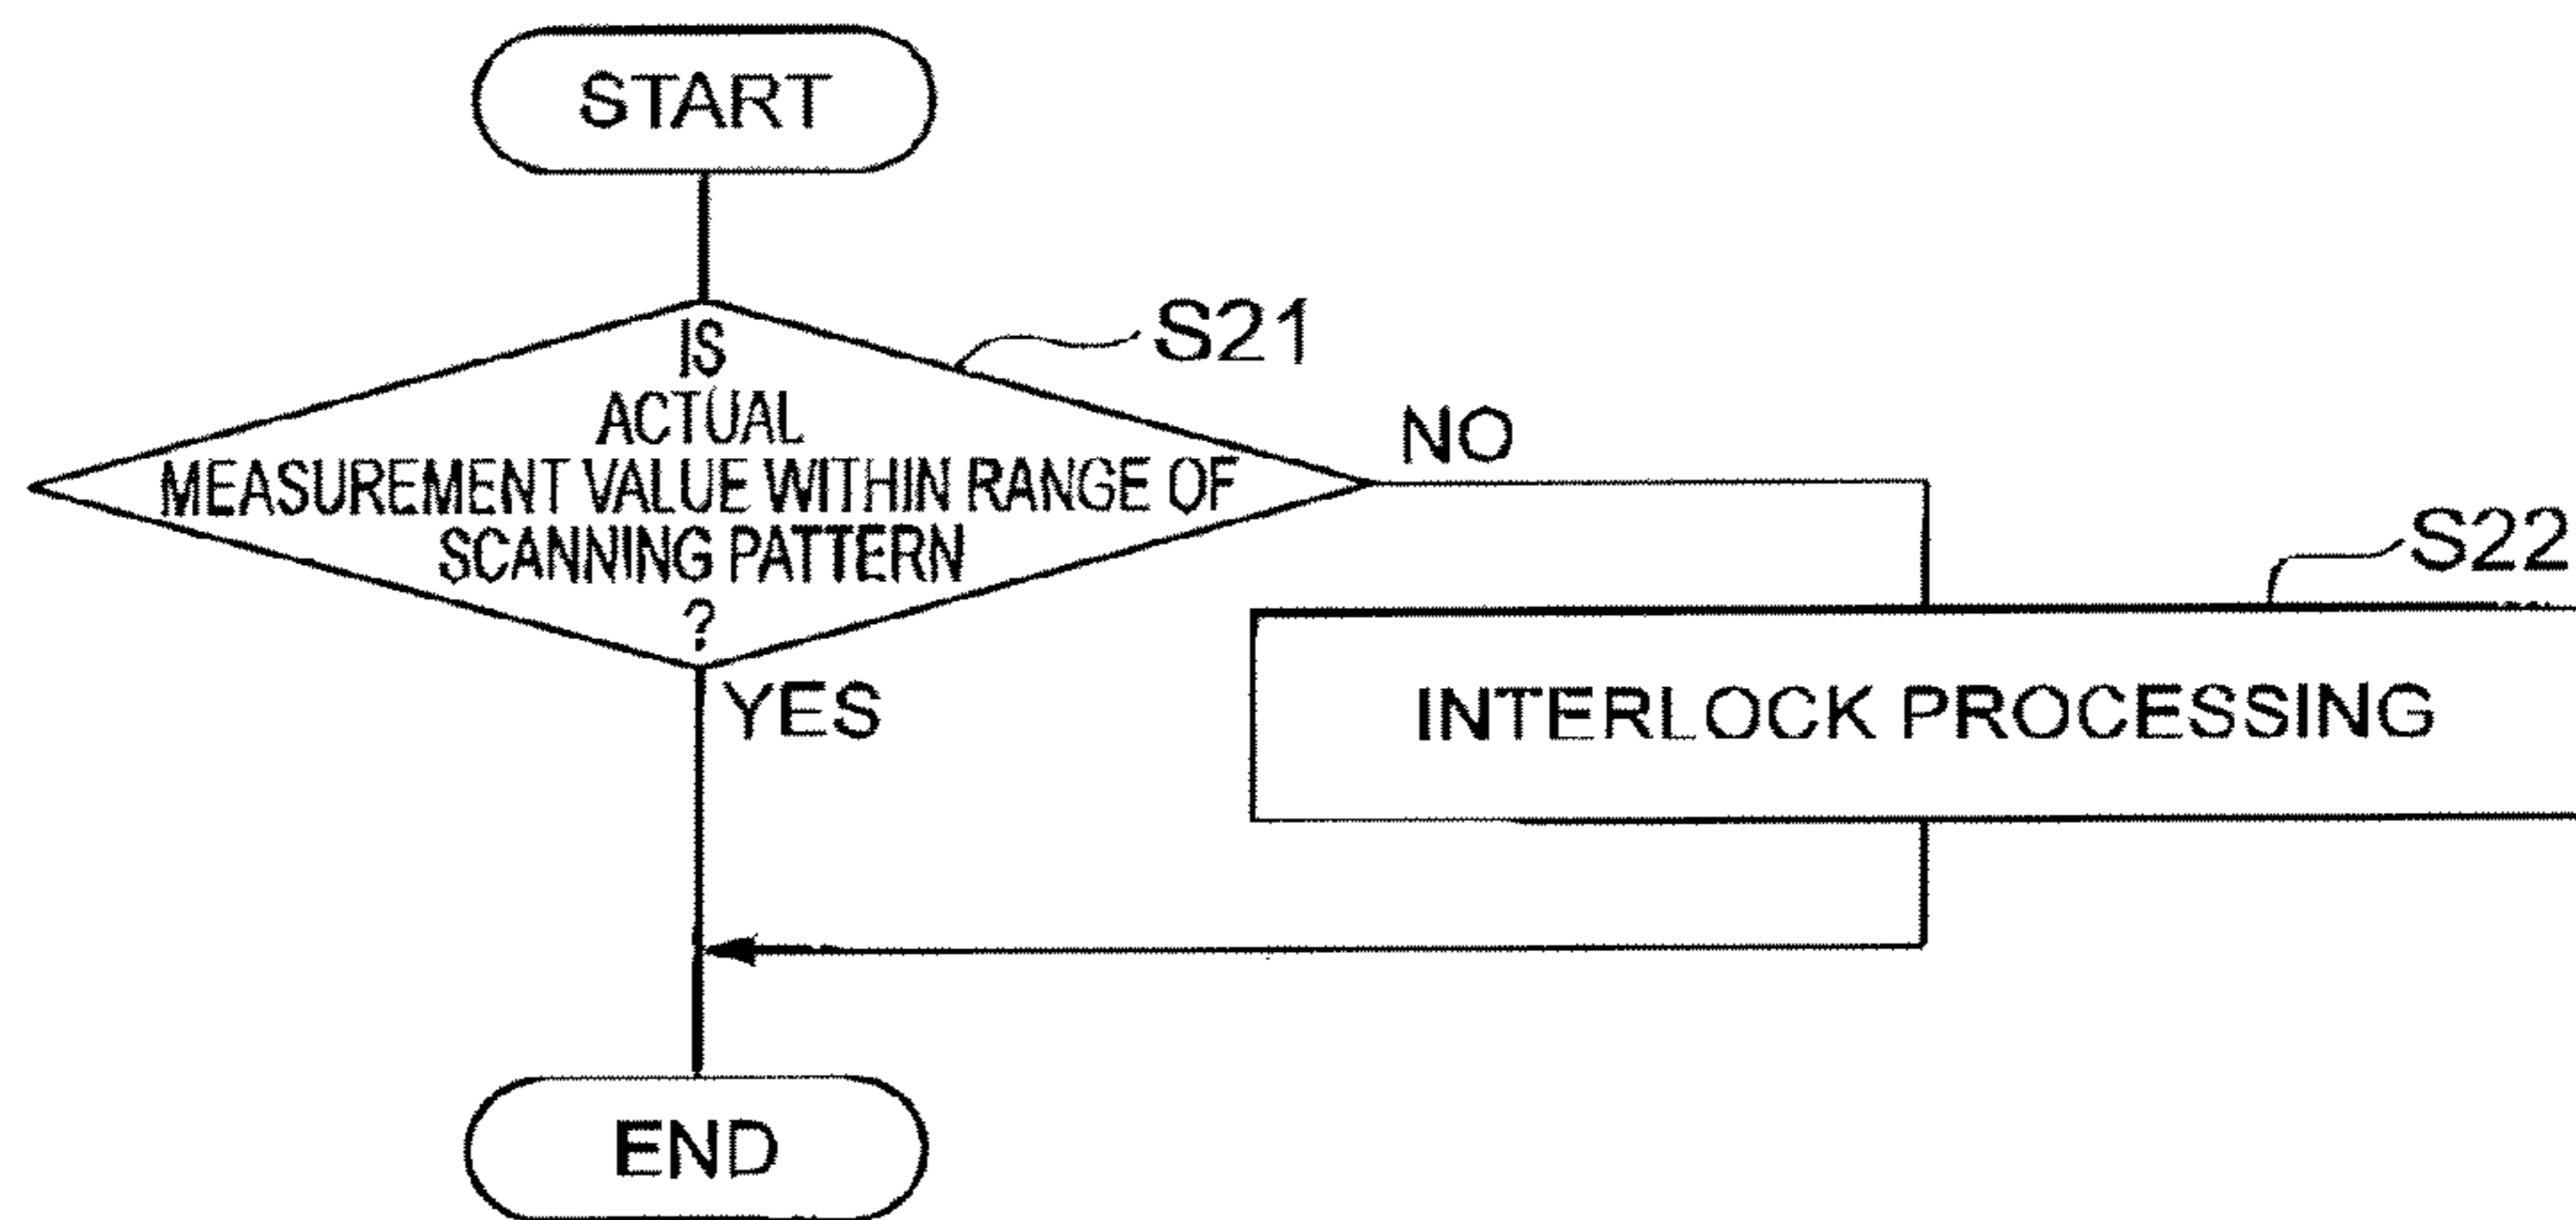 START
S21
IS
ACTUAL
MEASUREMENT VALUE WITHIN RANGE OF
SCANNING PATTERN
?
NO
YES
S22
INTERLOCK PROCESSING
END